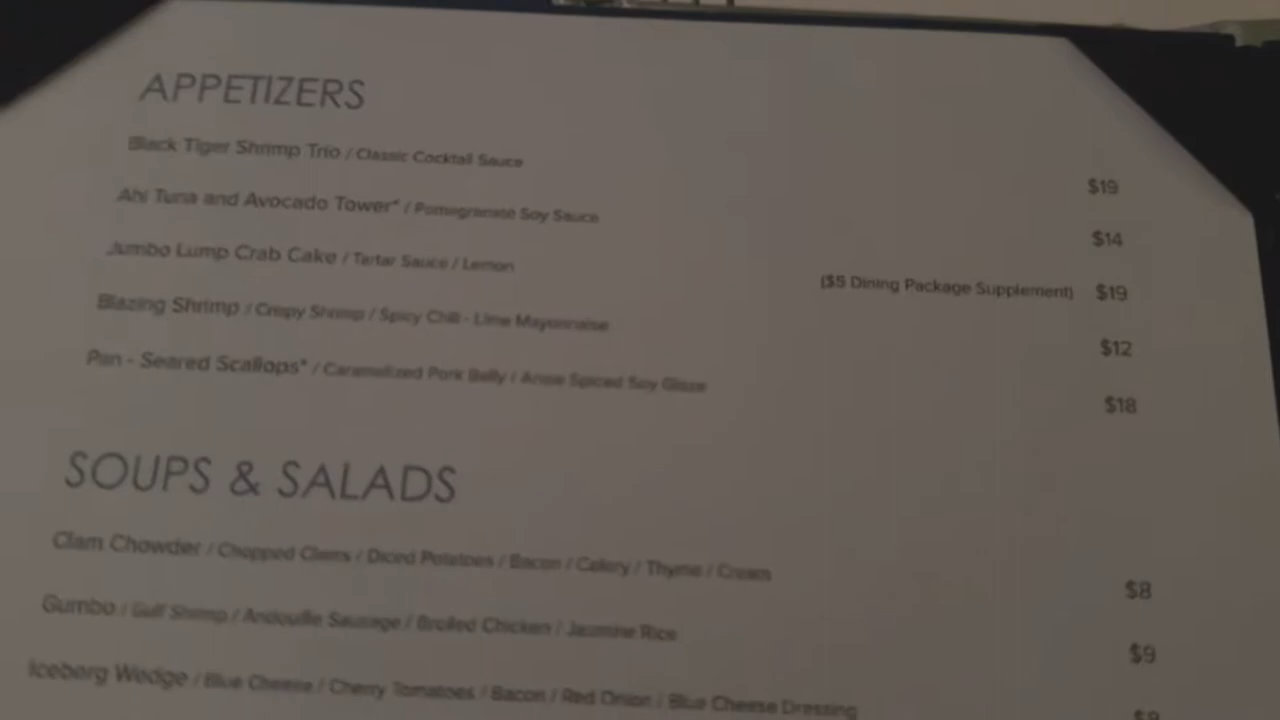 APPETIZERS
Black Tiger Shrimp Trio / Classic Cocktail Sauce $19
Ahi Tuna and Avocado Tower* / Pomegranate Soy Sauce $14
Jumbo Lump Crab Cake / Tartar Sauce / Lemon ($5 Dining Package Supplement) $19
Blazing Shrimp / Crispy Shrimp / Spicy Chili - Lime Mayonnaise $12
Pan - Seared Scallops* / Caramelized Pork Belly / Anise Spiced Soy Glaze $18
SOUPS & SALADS
Clam Chowder / Chopped Clams / Diced Potatoes / Bacon / Celery / Thyme / Cream $8
Gumbo / Gulf Shrimp / Andouille Sausage / Broiled Chicken / Jasmine Rice $9
Iceberg Wedge / Blue Cheese / Cherry Tomatoes / Bacon / Red Onion / Blue Cheese Dressing